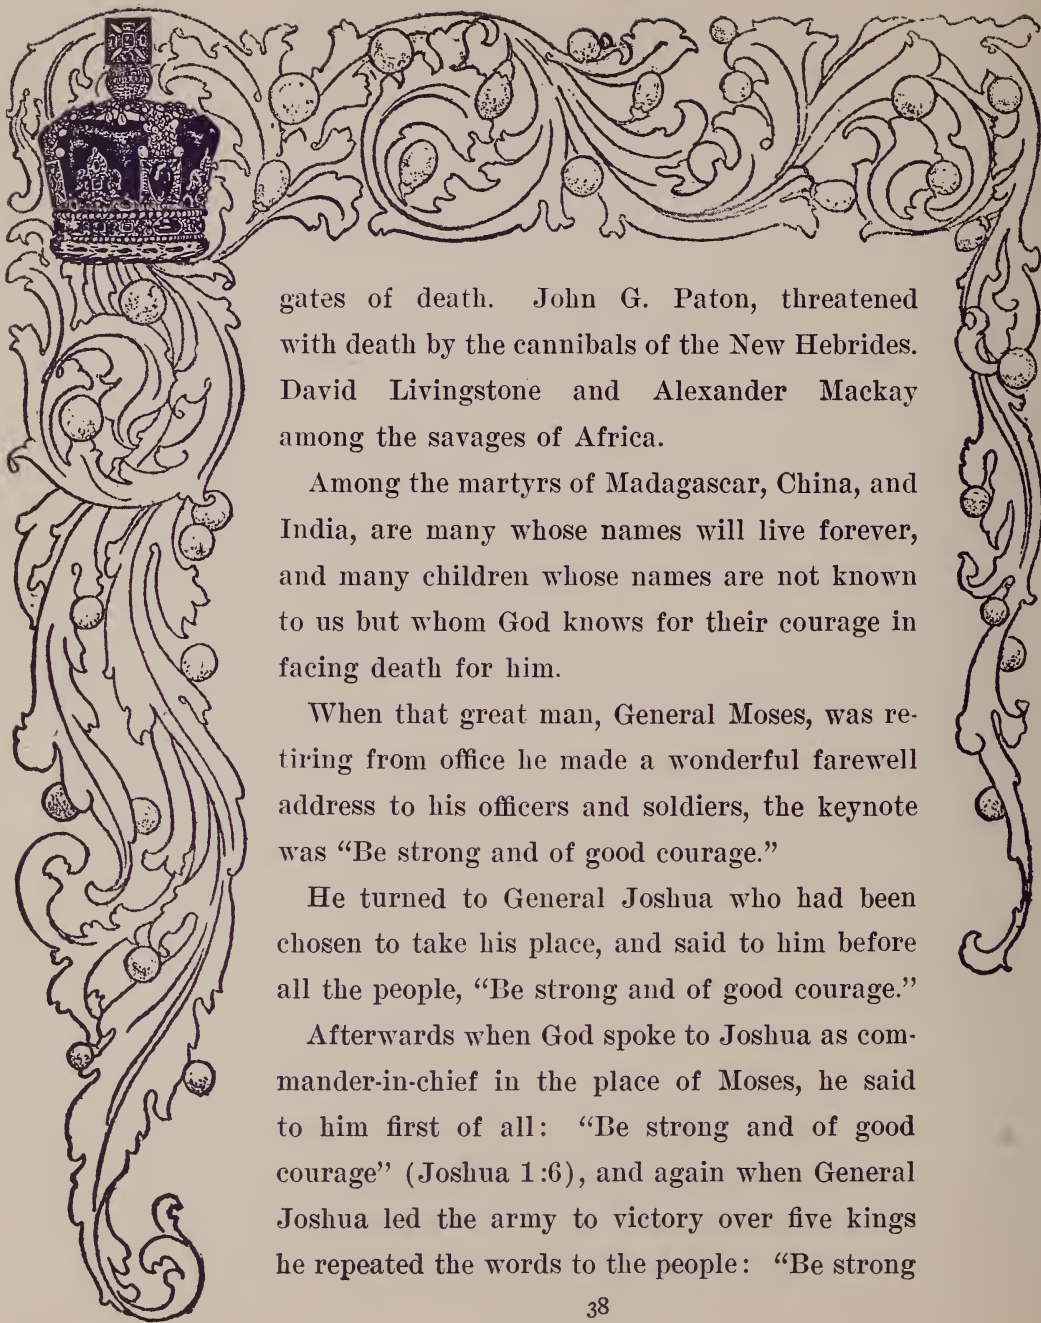 gates of death. John G. Paton, threatened
with death by the cannibals of the New Hebrides.
David Livingstone and Alexander Mackay
among the savages of Africa.
Among the martyrs of Madagascar, China, and
India, are many whose names will live forever,
and many children whose names are not known
to us but whom God knows for their courage in
facing death for him.
When that great man, General Moses, was re-
tiring from office he made a wonderful farewell
address to his officers and soldiers, the keynote
was “Be strong and of good courage.”
He turned to General Joshua who had been
chosen to take his place, and said to him before
all the people, “Be strong and of good courage.”
Afterwards when God spoke to Joshua as com-
mander-in-chief in the place of Moses, he said
to him first of all: “Be strong and of good
courage” (Joshua 1:6), and again when General
Joshua led the army to victory over five kings
he repeated the words to the people: “Be strong
38